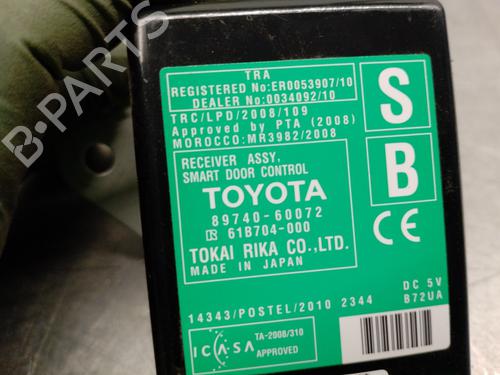 TRA
REGISTERED No:ER0053907/10
DEALER No:DO34092/10
TRC/LPD/2008/109
Approved by PTA (2008)
MOROCCO:MR3982/2008
RECEIVER ASSY,
SMART DOOR CONTROL
TOYOTA
89740-60072
61B704-000
TOKAI RIKA CO.,LTD.
MADE IN JAPAN
S
B
CE
14343/POSTEL/2010 2344
DC 5V
B72UA
ICASA
TA-2008/310
APPROVED
B-PARTS